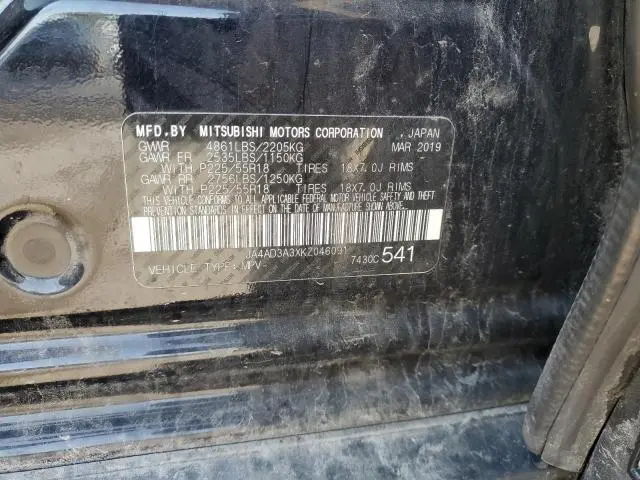 MFD.BY MITSUBISHI MOTORS CORPORATION , JAPAN
GVWR 4861LBS/2205KG MAR 2019
GAWR FR 2535LBS/1150KG
WITH P225/55R18 TIRES 18X7.0J RIMS
GAWR RR 2756LBS/1250KG
WITH P225/55R18 TIRES 18X7.0J RIMS
THIS VEHICLE CONFORMS TO ALL APPLICABLE FEDERAL MOTOR VEHICLE SAFETY AND THEFT
PREVENTION STANDARDS IN EFFECT ON THE DATE OF MANUFACTURE SHOWN ABOVE.
JA4AD3A3XKZ046091
VEHICLE TYPE: MPV 7430C 541